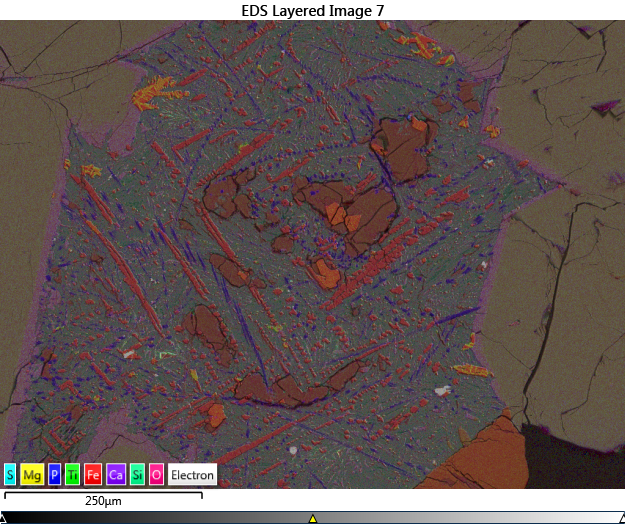 EDS Layered Image 7
S Mg P Ti Fe Ca Si O Electron
250µm